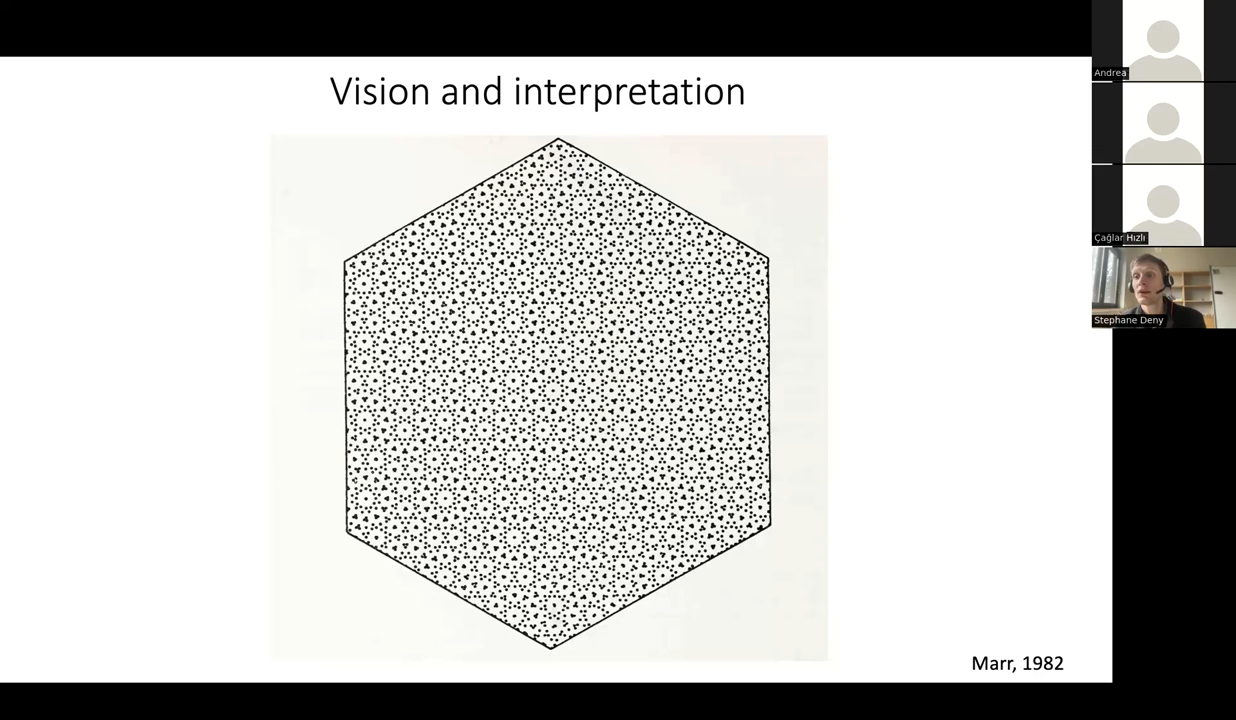 Vision and interpretation
Marr, 1982
Andrea
Çağlar Hızlı
Stephane Deny